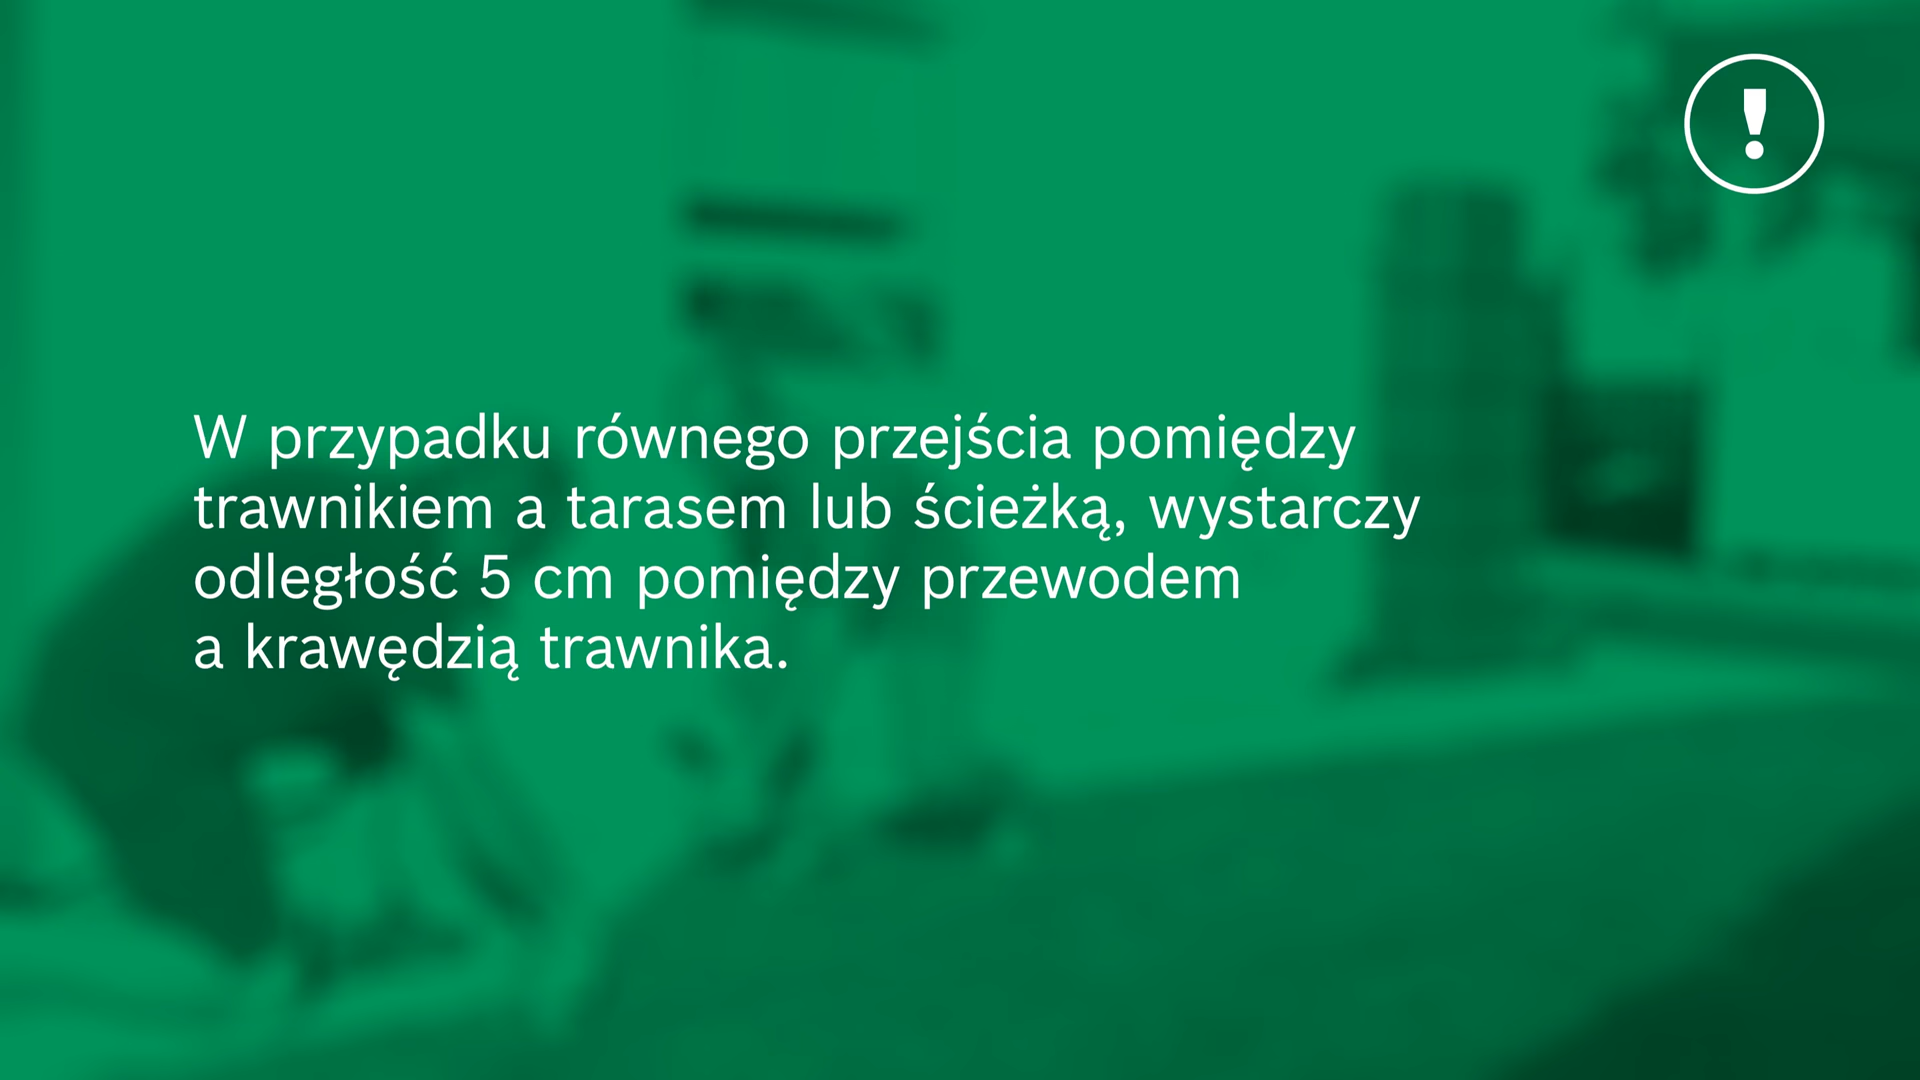 W przypadku równego przejścia pomiędzy
trawnikiem a tarasem lub ścieżką, wystarczy
odległość 5 cm pomiędzy przewodem
a krawędzią trawnika.